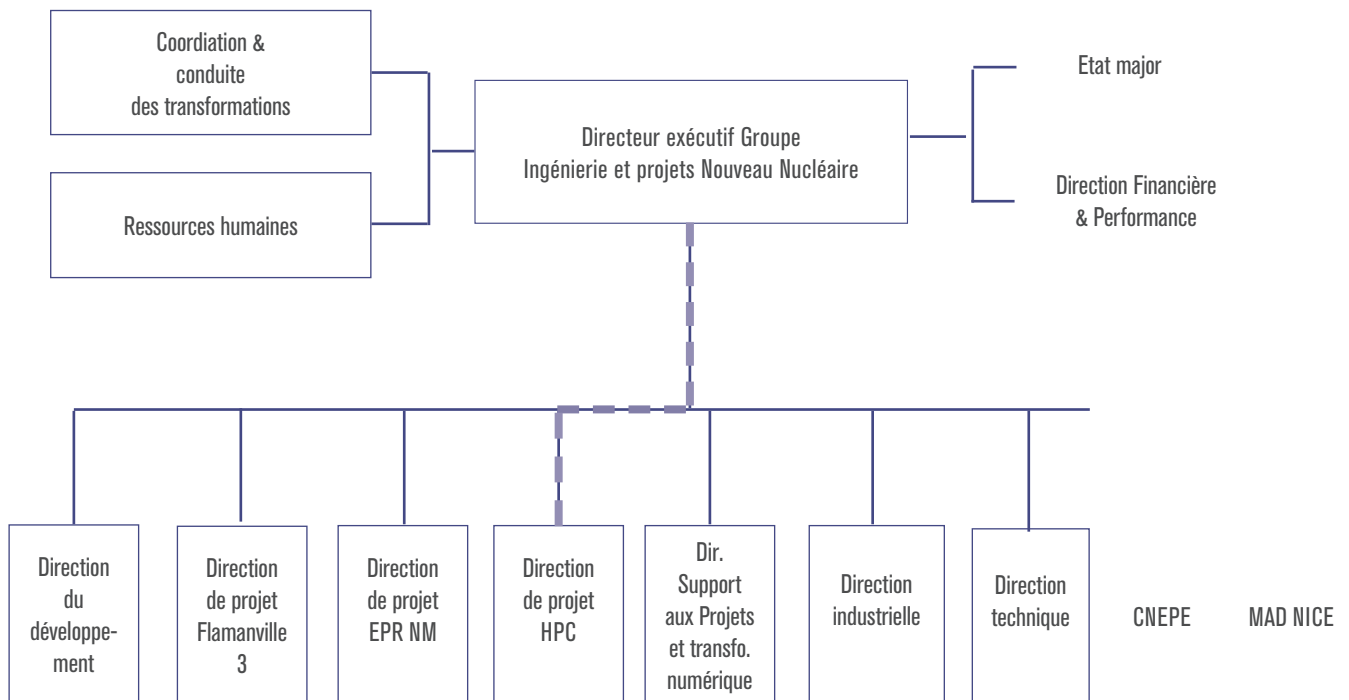 Coordiation &
conduite
des transformations
Ressources humaines
Directeur exécutif Groupe
Ingénierie et projets Nouveau Nucléaire
Etat major
Direction Financière
& Performance
Direction
du
développe-
ment
Direction
de projet
Flamanville
3
Direction
de projet
EPR NM
Direction
de projet
HPC
Dir.
Support
aux Projets
et transfo.
numérique
Direction
industrielle
Direction
technique
CNEPE
MAD NICE